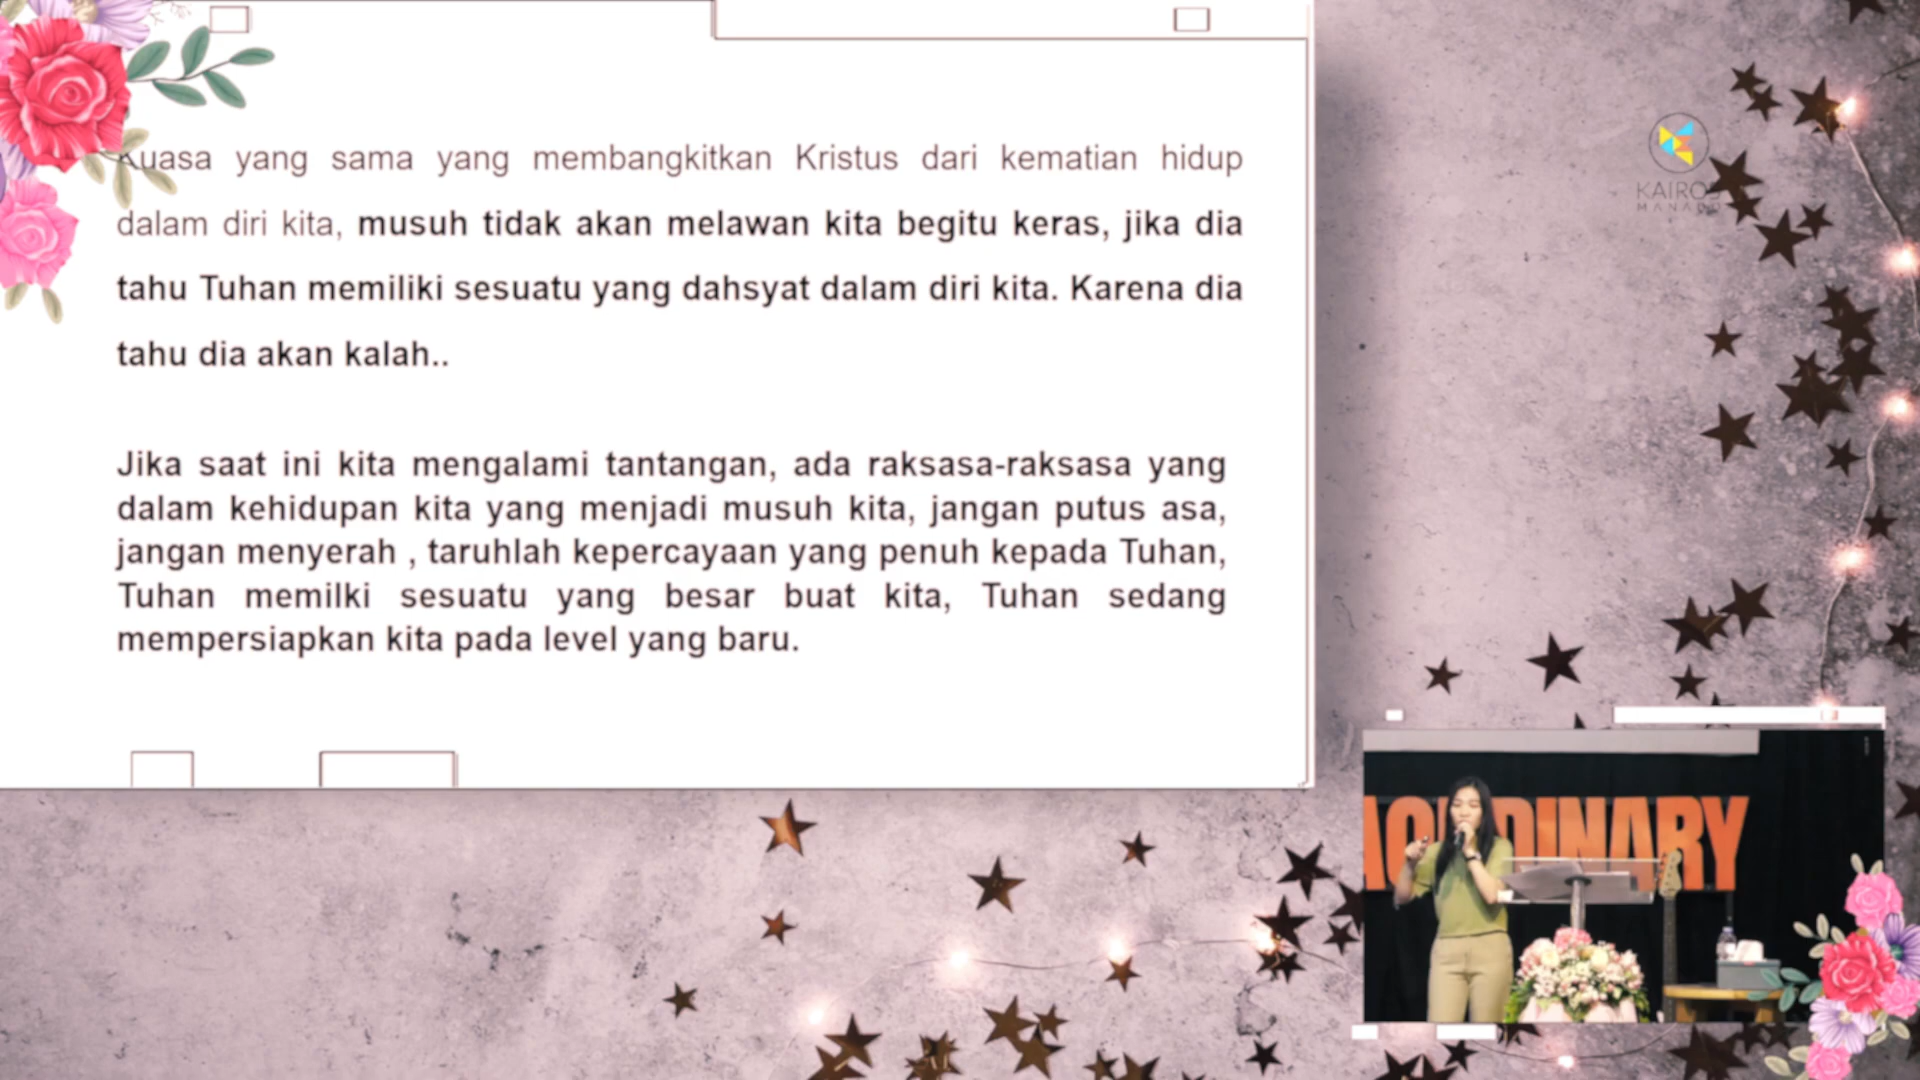 Kuasa yang sama yang membangkitkan Kristus dari kematian hidup
dalam diri kita, musuh tidak akan melawan kita begitu keras, jika dia
tahu Tuhan memiliki sesuatu yang dahsyat dalam diri kita. Karena dia
tahu dia akan kalah..
Jika saat ini kita mengalami tantangan, ada raksasa-raksasa yang
dalam kehidupan kita yang menjadi musuh kita, jangan putus asa,
jangan menyerah , taruhlah kepercayaan yang penuh kepada Tuhan,
Tuhan memilki sesuatu yang besar buat kita, Tuhan sedang
mempersiapkan kita pada level yang baru.
KAIROS
MANADO